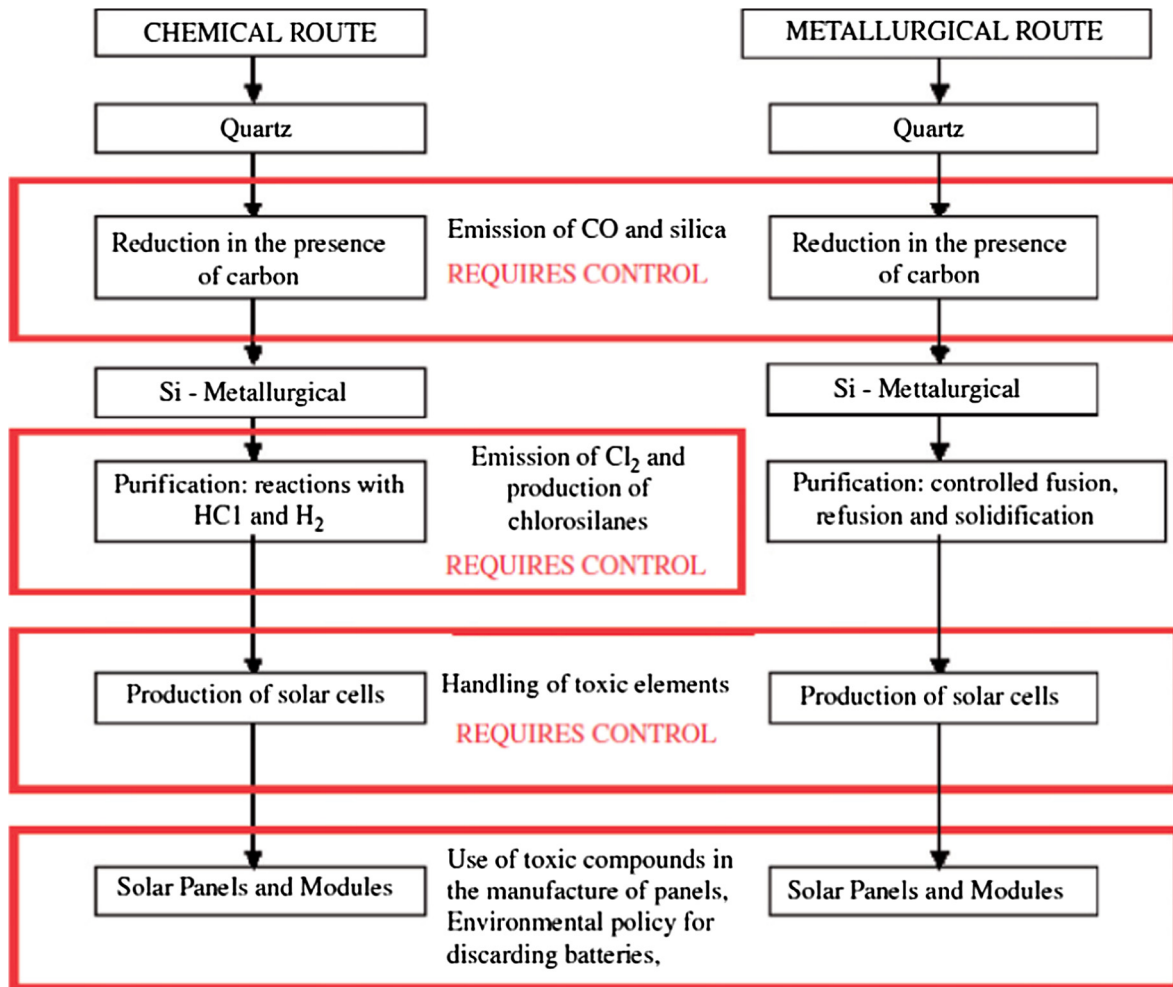 CHEMICAL ROUTE
METALLURGICAL ROUTE
Quartz
Quartz
Reduction in the presence
of carbon
Emission of CO and silica
REQUIRES CONTROL
Reduction in the presence
of carbon
Si - Metallurgical
Si - Mettalurgical
Purification: reactions with
HC1 and H₂
Emission of Cl₂ and
production of
chlorosilanes
REQUIRES CONTROL
Purification: controlled fusion,
refusion and solidification
Production of solar cells
Handling of toxic elements
REQUIRES CONTROL
Production of solar cells
Solar Panels and Modules
Use of toxic compounds in
the manufacture of panels,
Environmental policy for
discarding batteries,
Solar Panels and Modules